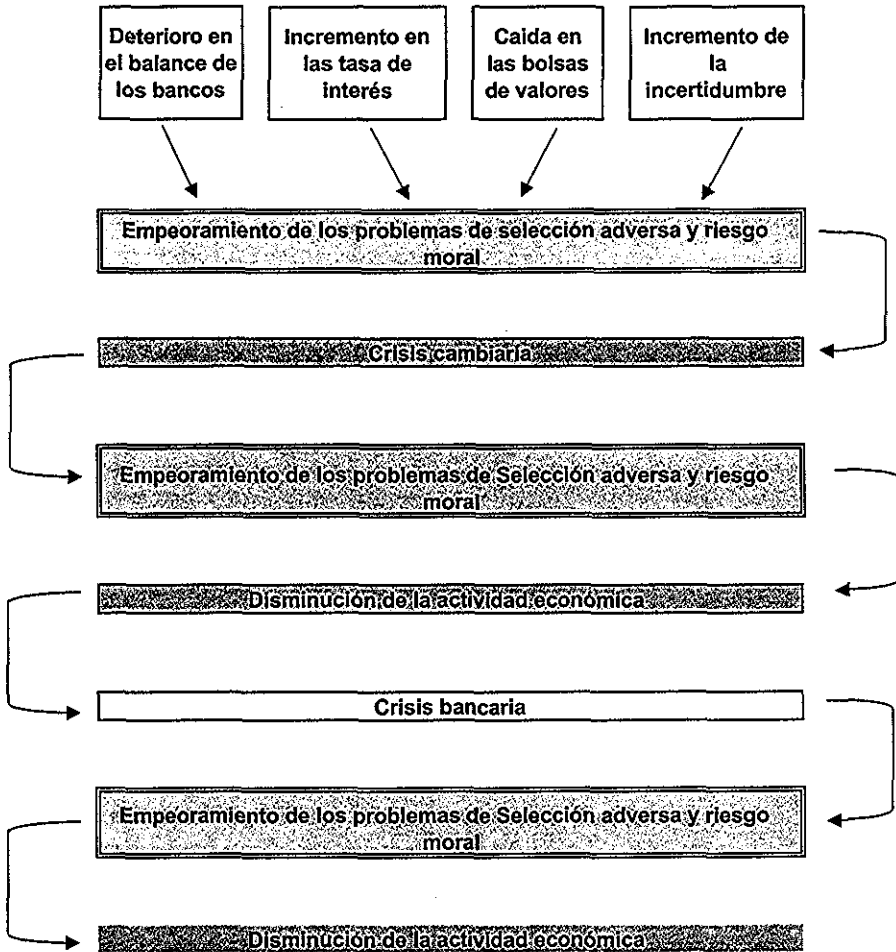 Deterioro en
el balance de
los bancos
Incremento en
las tasa de
interés
Caida en
las bolsas
de valores
Incremento de
la
incertidumbre
Empeoramiento de los problemas de selección adversa y riesgo
moral
Crisis cambiaria
Empeoramiento de los problemas de Selección adversa y riesgo
moral
Disminución de la actividad económica
Crisis bancaria
Empeoramiento de los problemas de Selección adversa y riesgo
moral
Disminución de la actividad económica